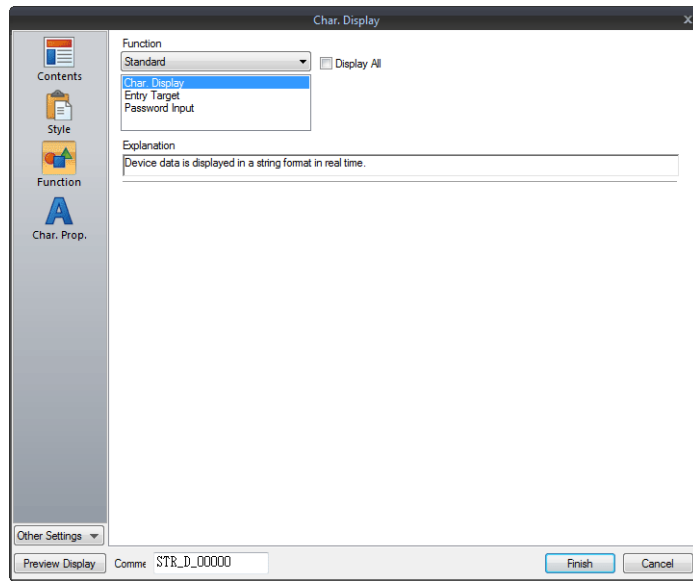 Char. Display
x
Contents
Style
Function
Char. Prop.
Other Settings
Function
Standard
Display All
Char. Display
Entry Target
Password Input
Explanation
Device data is displayed in a string format in real time.
Preview Display
Comme
STR_D_00000
Finish
Cancel